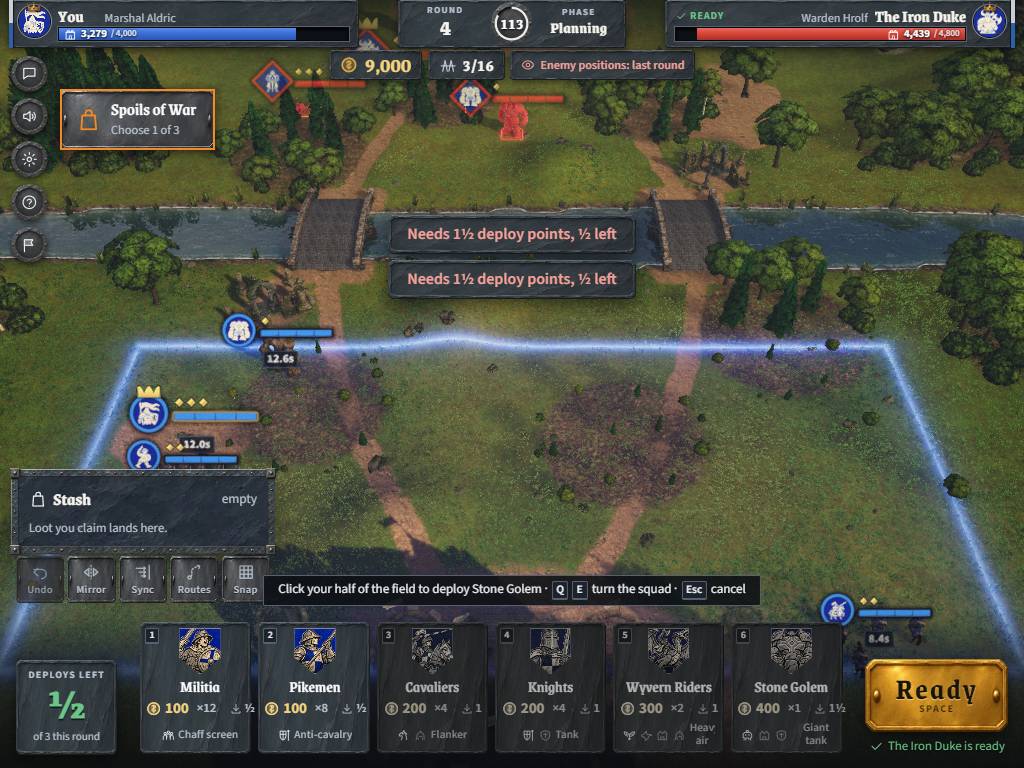 You Marshal Aldric
3,279 / 4,000
ROUND
4
113
PHASE
Planning
READY
Warden Hrolf The Iron Duke
4,439 / 4,800
9,000
3/16
Enemy positions: last round
Spoils of War
Choose 1 of 3
Needs 1½ deploy points, ½ left
Needs 1½ deploy points, ½ left
12.6s
12.0s
Stash empty
Loot you claim lands here.
Undo
Mirror
Sync
Routes
Snap
Click your half of the field to deploy Stone Golem · Q E turn the squad · Esc cancel
8.4s
DEPLOYS LEFT
½
of 3 this round
1
Militia
100 ×12 ½
Chaff screen
2
Pikemen
100 ×8 ½
Anti-cavalry
3
Cavaliers
200 ×4 1
Flanker
4
Knights
200 ×4 1
Tank
5
Wyvern Riders
300 ×2 1
Heavy air
6
Stone Golem
400 ×1 1½
Giant tank
Ready
SPACE
The Iron Duke is ready